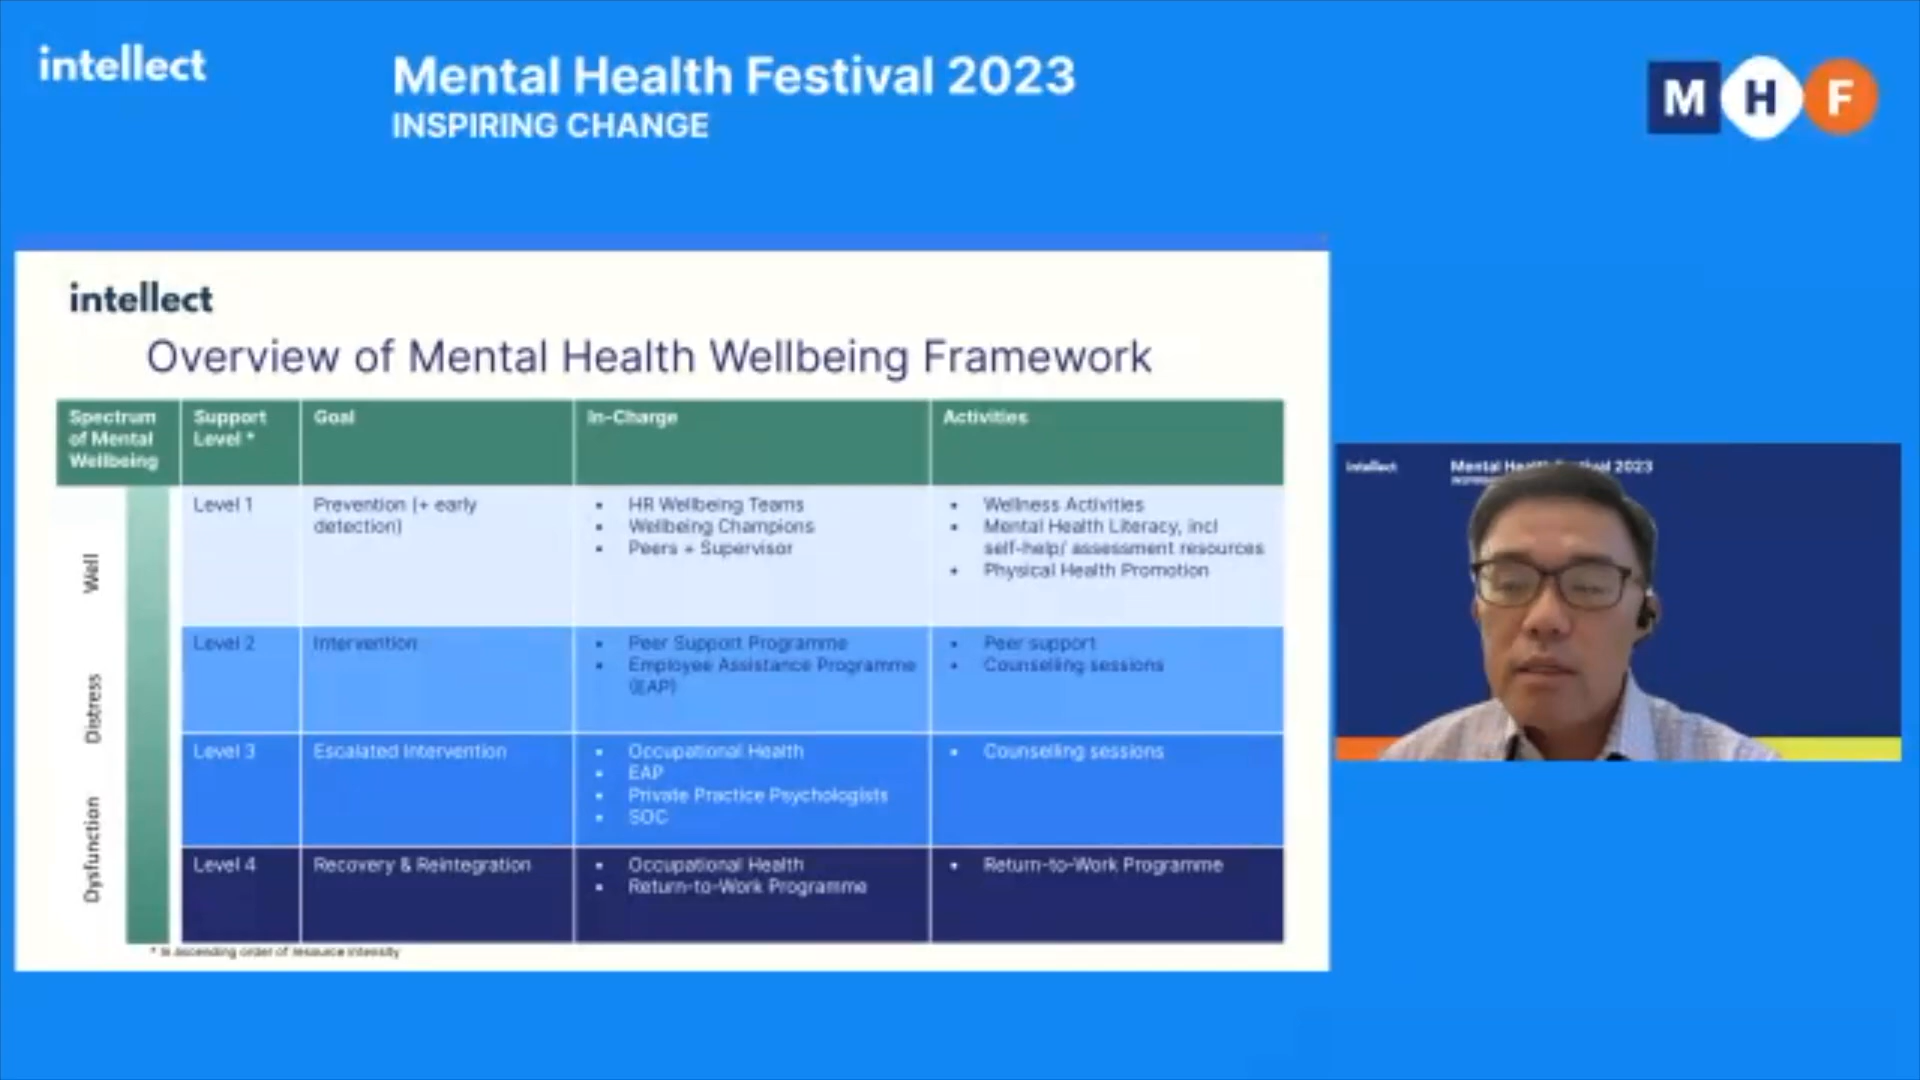 intellect
Mental Health Festival 2023
INSPIRING CHANGE
M H F
intellect
Overview of Mental Health Wellbeing Framework
Spectrum
of Mental
Wellbeing
Support
Level *
Goal
In-Charge
Activities
Well
Distress
Dysfunction
Level 1
Prevention (+ early
detection)
• HR Wellbeing Teams
• Wellbeing Champions
• Peers + Supervisor
• Wellness Activities
• Mental Health Literacy, incl
self-help/ assessment resources
• Physical Health Promotion
Level 2
Intervention
• Peer Support Programme
• Employee Assistance Programme
(EAP)
• Peer support
• Counselling sessions
Level 3
Escalated Intervention
• Occupational Health
• EAP
• Private Practice Psychologists
• SOC
• Counselling sessions
Level 4
Recovery & Reintegration
• Occupational Health
• Return-to-Work Programme
• Return-to-Work Programme
* In ascending order of resource intensity
intellect
Mental ival 2023